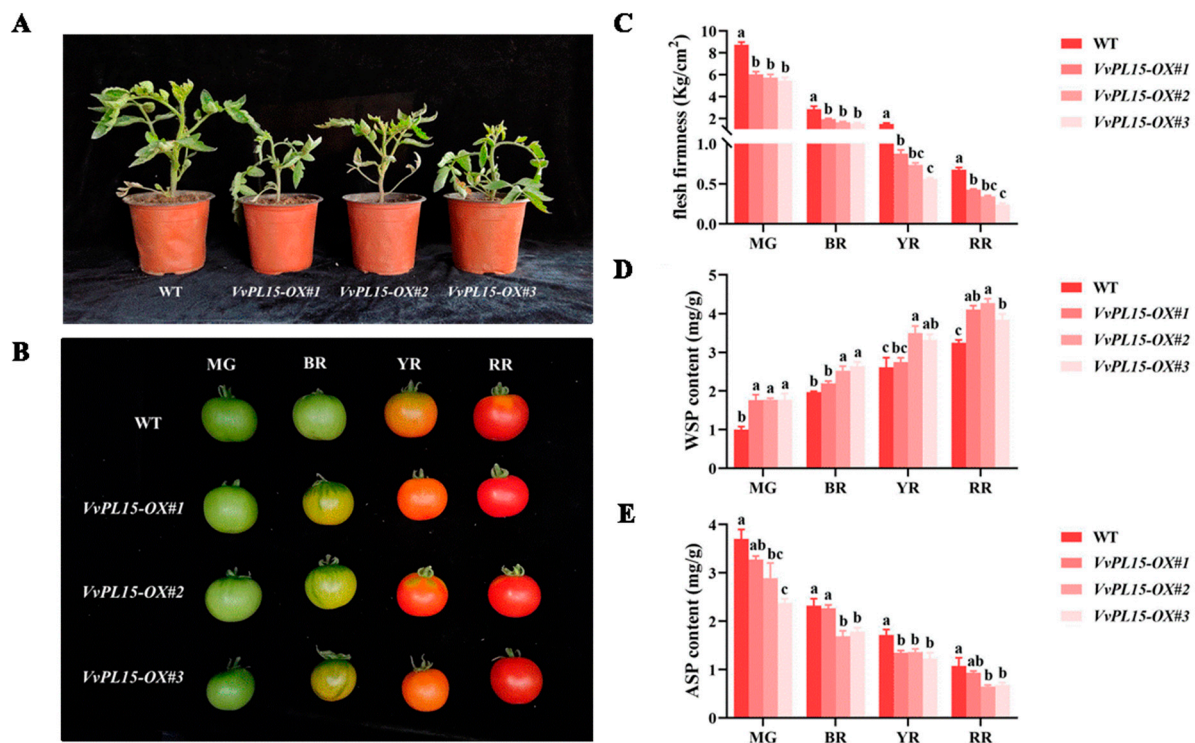 A
WT
VvPL15-OX#1
VvPL15-OX#2
VvPL15-OX#3
B
MG
BR
YR
RR
WT
VvPL15-OX#1
VvPL15-OX#2
VvPL15-OX#3
C
flesh firmness (Kg/cm²)
10
8
6
4
2
1.0
0.5
0.0
a b b b
a b b b
a b bc c
a b bc c
MG BR YR RR
WT
VvPL15-OX#1
VvPL15-OX#2
VvPL15-OX#3
D
WSP content (mg/g)
5
4
3
2
1
0
b a a a
b b a a
c bc a ab
c ab a b
MG BR YR RR
WT
VvPL15-OX#1
VvPL15-OX#2
VvPL15-OX#3
E
ASP content (mg/g)
4
3
2
1
0
a ab bc c
a a b b
a b b b
a ab b b
MG BR YR RR
WT
VvPL15-OX#1
VvPL15-OX#2
VvPL15-OX#3